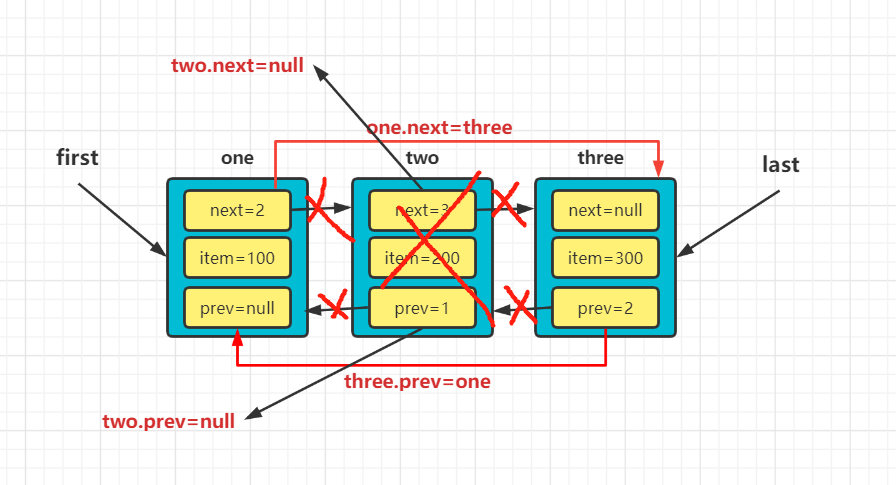 two.next=null
one.next=three
first
one
two
three
last
next=2
next=3
next=null
item=100
item=200
item=300
prev=null
prev=1
prev=2
three.prev=one
two.prev=null